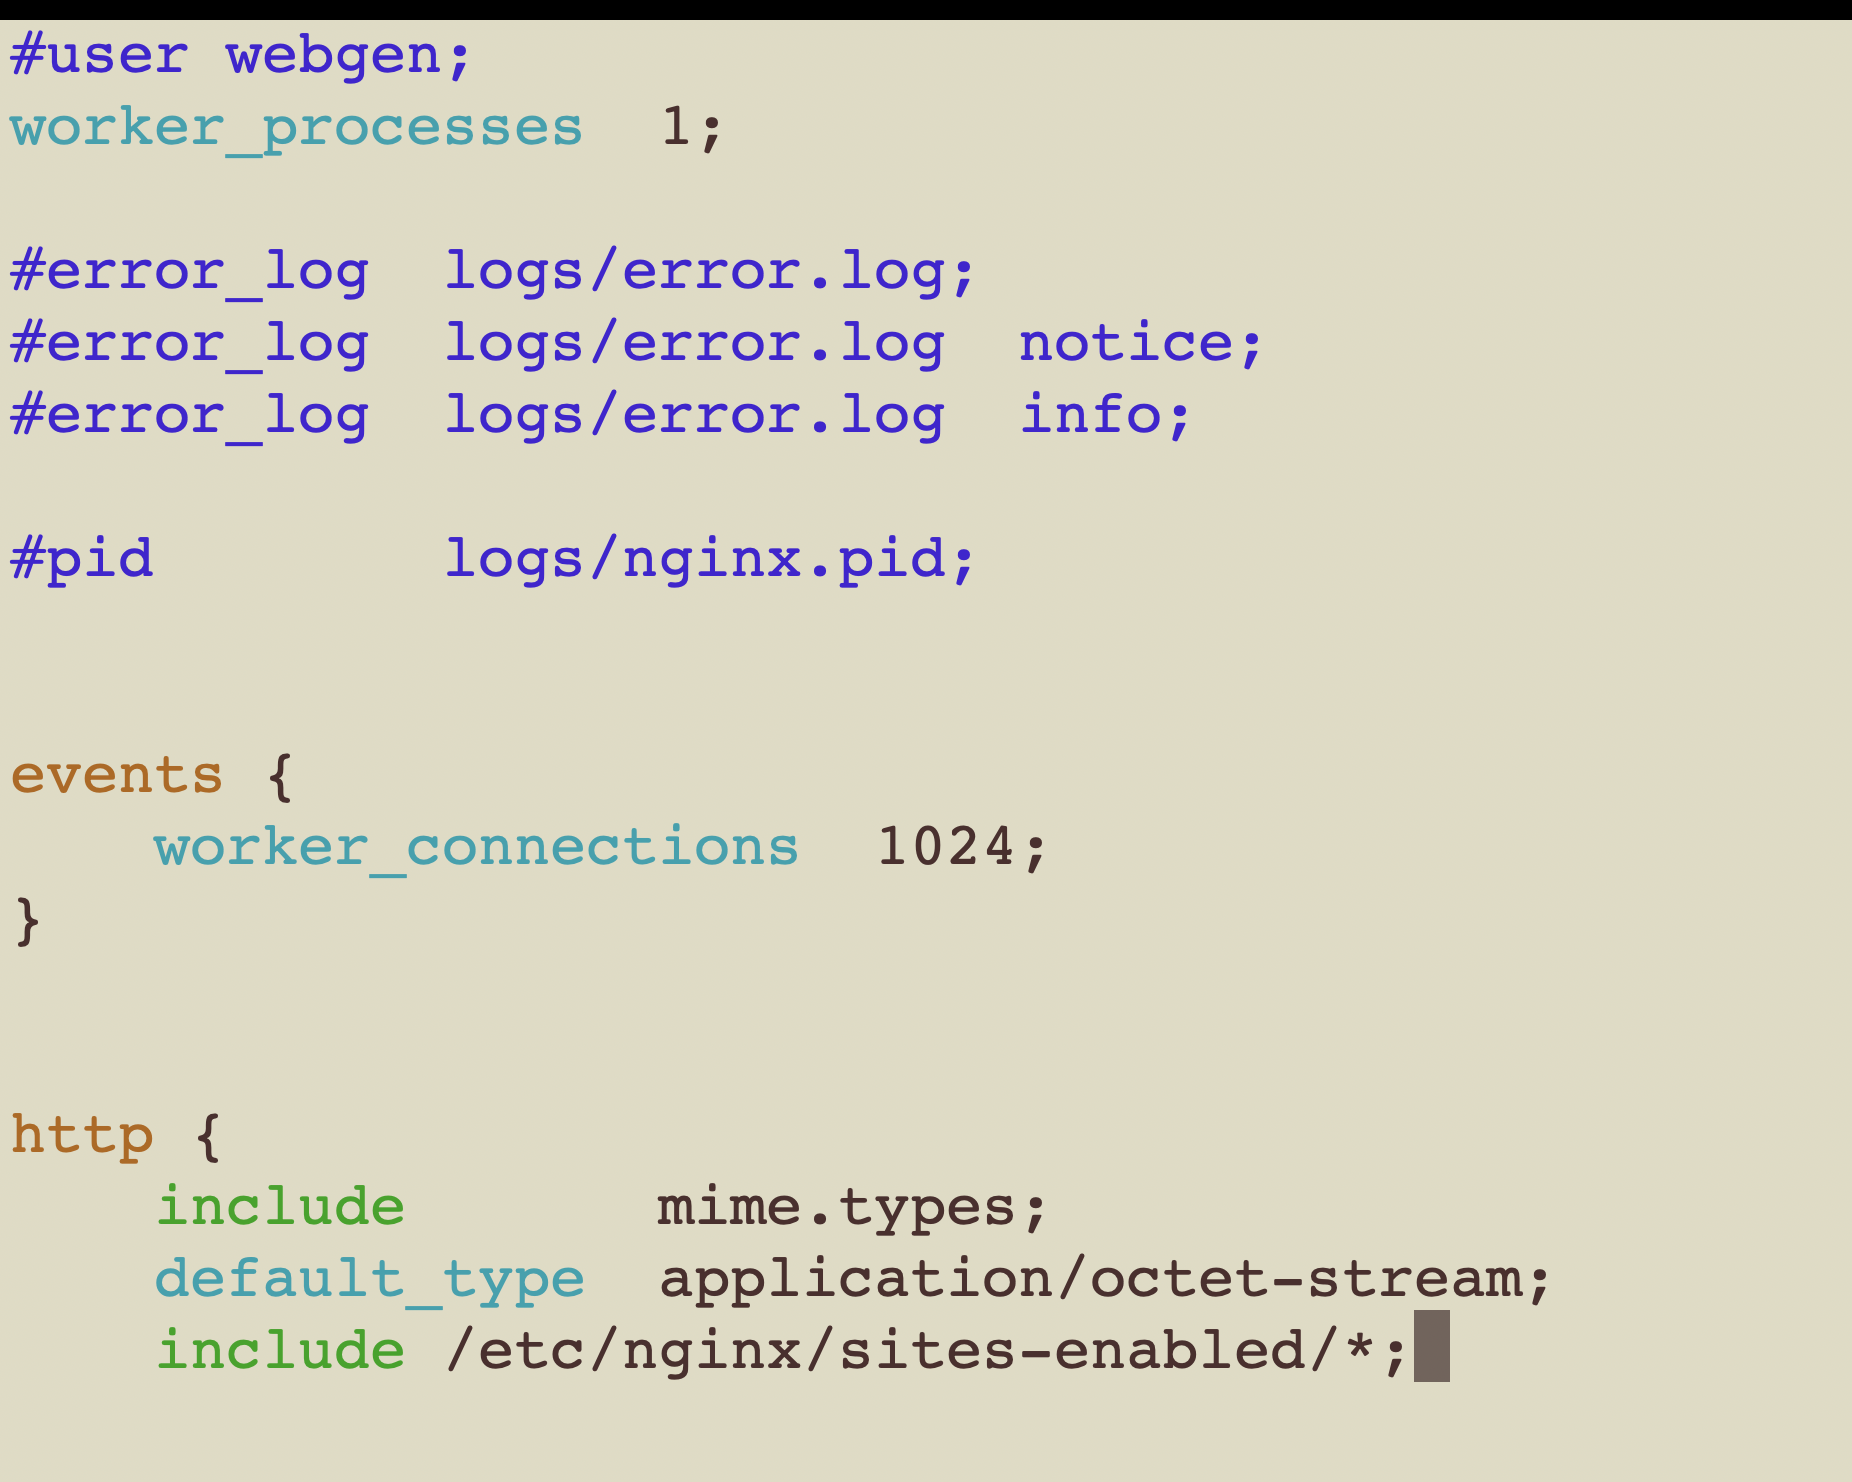 #user webgen;
worker_processes  1;

#error_log  logs/error.log;
#error_log  logs/error.log  notice;
#error_log  logs/error.log  info;

#pid        logs/nginx.pid;


events {
    worker_connections  1024;
}


http {
    include       mime.types;
    default_type  application/octet-stream;
    include /etc/nginx/sites-enabled/*;